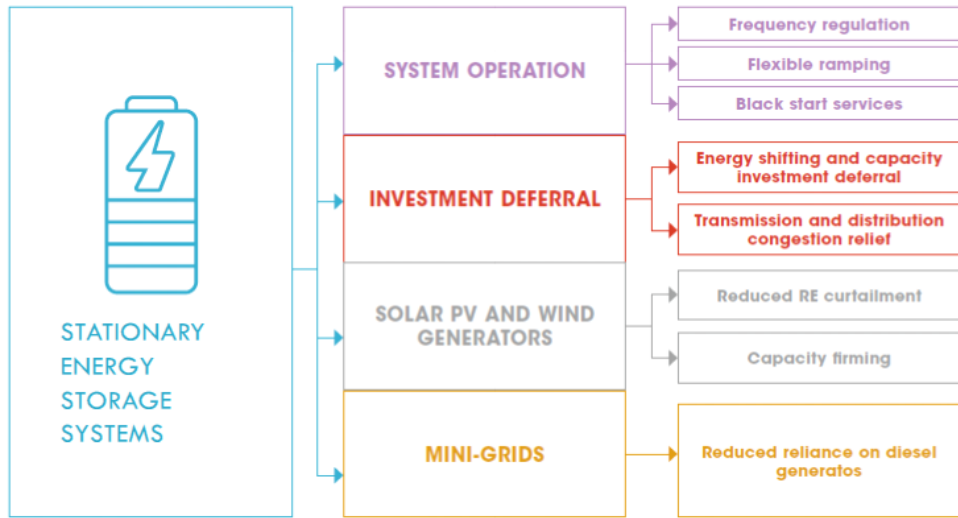 STATIONARY
ENERGY
STORAGE
SYSTEMS
SYSTEM OPERATION
Frequency regulation
Flexible ramping
Black start services
INVESTMENT DEFERRAL
Energy shifting and capacity
investment deferral
Transmission and distribution
congestion relief
SOLAR PV AND WIND
GENERATORS
Reduced RE curtailment
Capacity firming
MINI-GRIDS
Reduced reliance on diesel
generatos